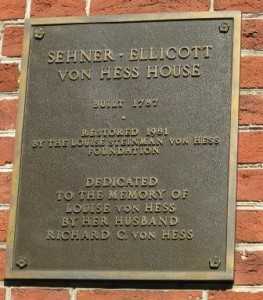 SEHNER - ELLICOTT
VON HESS HOUSE
BUILT 1787
RESTORED 1981
BY THE LOUISE STEINMAN VON HESS
FOUNDATION
DEDICATED
TO THE MEMORY OF
LOUISE VON HESS
BY HER HUSBAND
RICHARD C. VON HESS